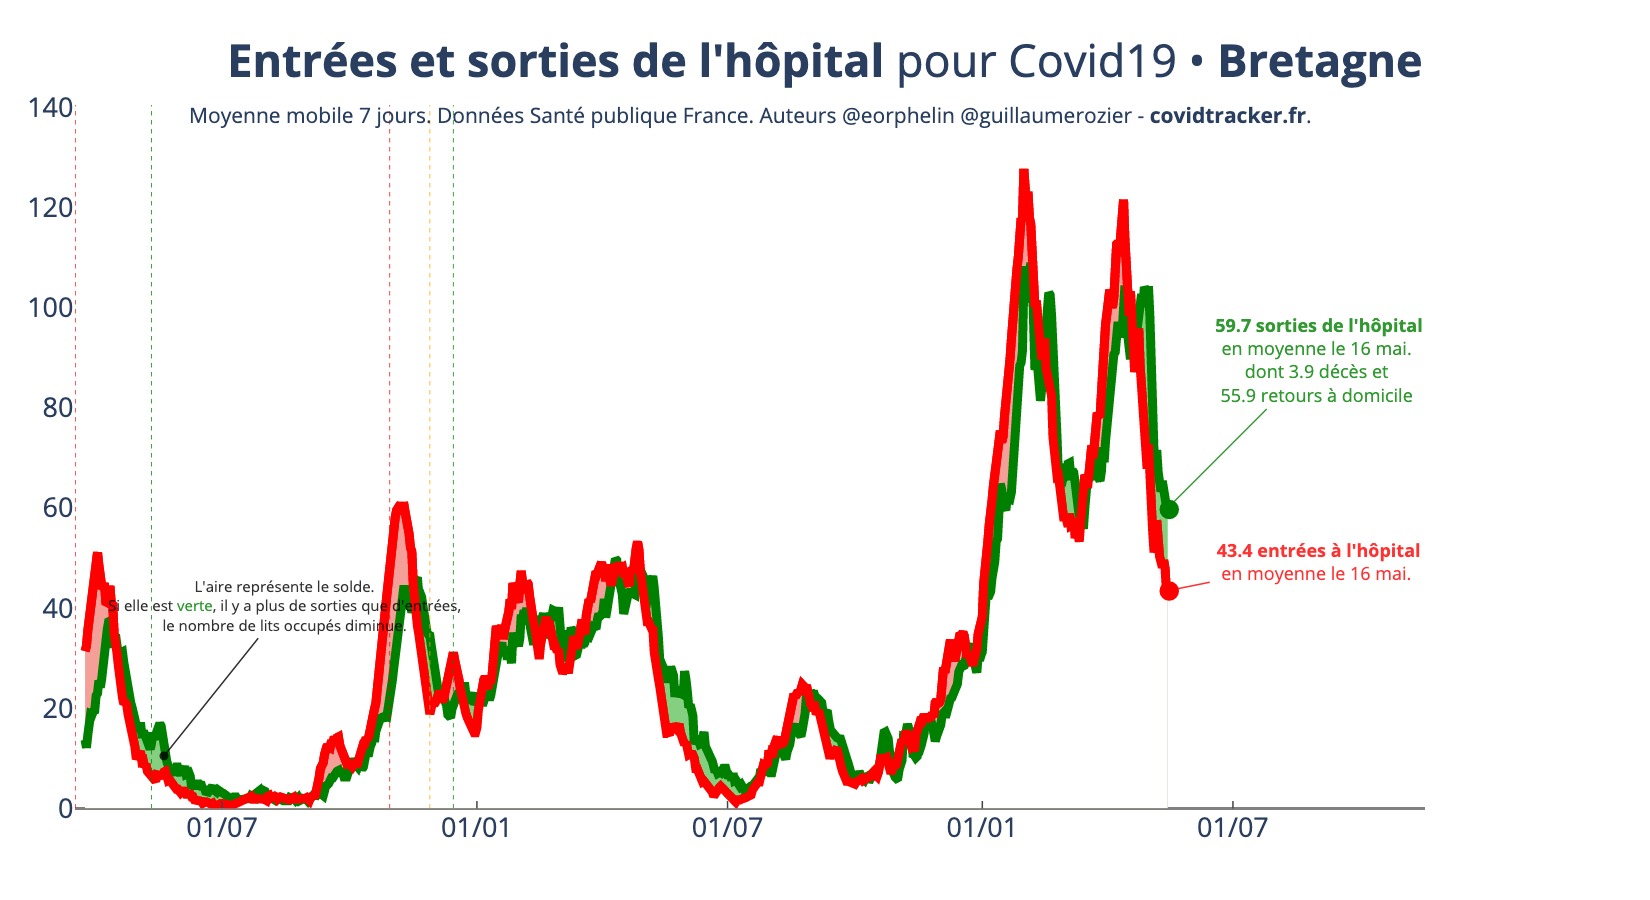 Entrées et sorties de l'hôpital pour Covid19 • Bretagne
Moyenne mobile 7 jours. Données Santé publique France. Auteurs @eorphelin @guillaumerozier - covidtracker.fr.
140
120
100
80
60
40
20
0
59.7 sorties de l'hôpital
en moyenne le 16 mai.
dont 3.9 décès et
55.9 retours à domicile
43.4 entrées à l'hôpital
en moyenne le 16 mai.
L'aire représente le solde.
Si elle est verte, il y a plus de sorties que d'entrées,
le nombre de lits occupés diminue.
01/07
01/01
01/07
01/01
01/07